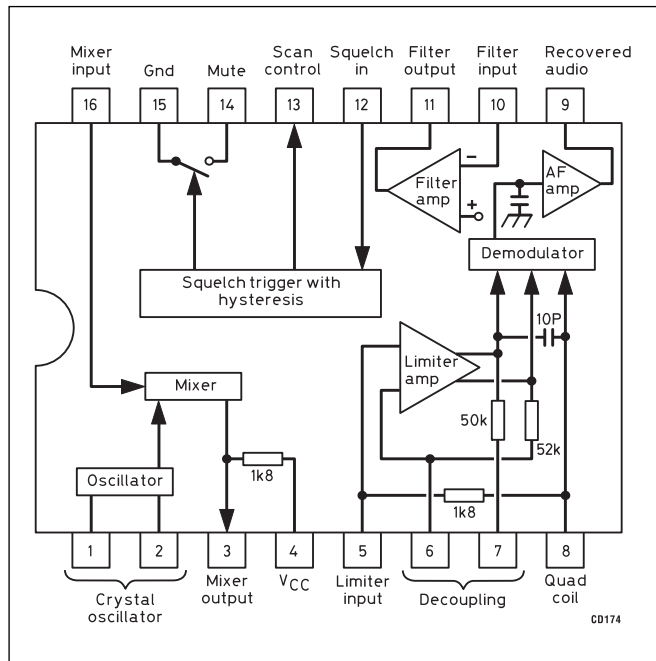 Mixer input
Gnd
Mute
Scan control
Squelch in
Filter output
Filter input
Recovered audio
16
15
14
13
12
11
10
9
Filter amp
−
+
AF amp
Demodulator
Squelch trigger with hysteresis
10P
Limiter amp
Mixer
50k
52k
1k8
Oscillator
1k8
1
2
3
4
5
6
7
8
Crystal oscillator
Mixer output
VCC
Limiter input
Decoupling
Quad coil
CD174